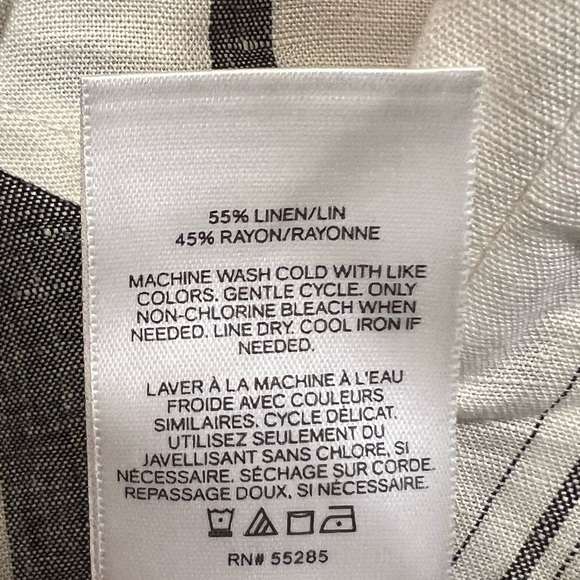 55% LINEN/LIN
45% RAYON/RAYONNE
MACHINE WASH COLD WITH LIKE
COLORS. GENTLE CYCLE. ONLY
NON-CHLORINE BLEACH WHEN
NEEDED. LINE DRY. COOL IRON IF
NEEDED.
LAVER À LA MACHINE À L'EAU
FROIDE AVEC COULEURS
SIMILAIRES. CYCLE DÉLICAT.
UTILISEZ SEULEMENT DU
JAVELLISANT SANS CHLORE, SI
NÉCESSAIRE. SÉCHAGE SUR CORDE.
REPASSAGE DOUX, SI NÉCESSAIRE.
RN# 55285